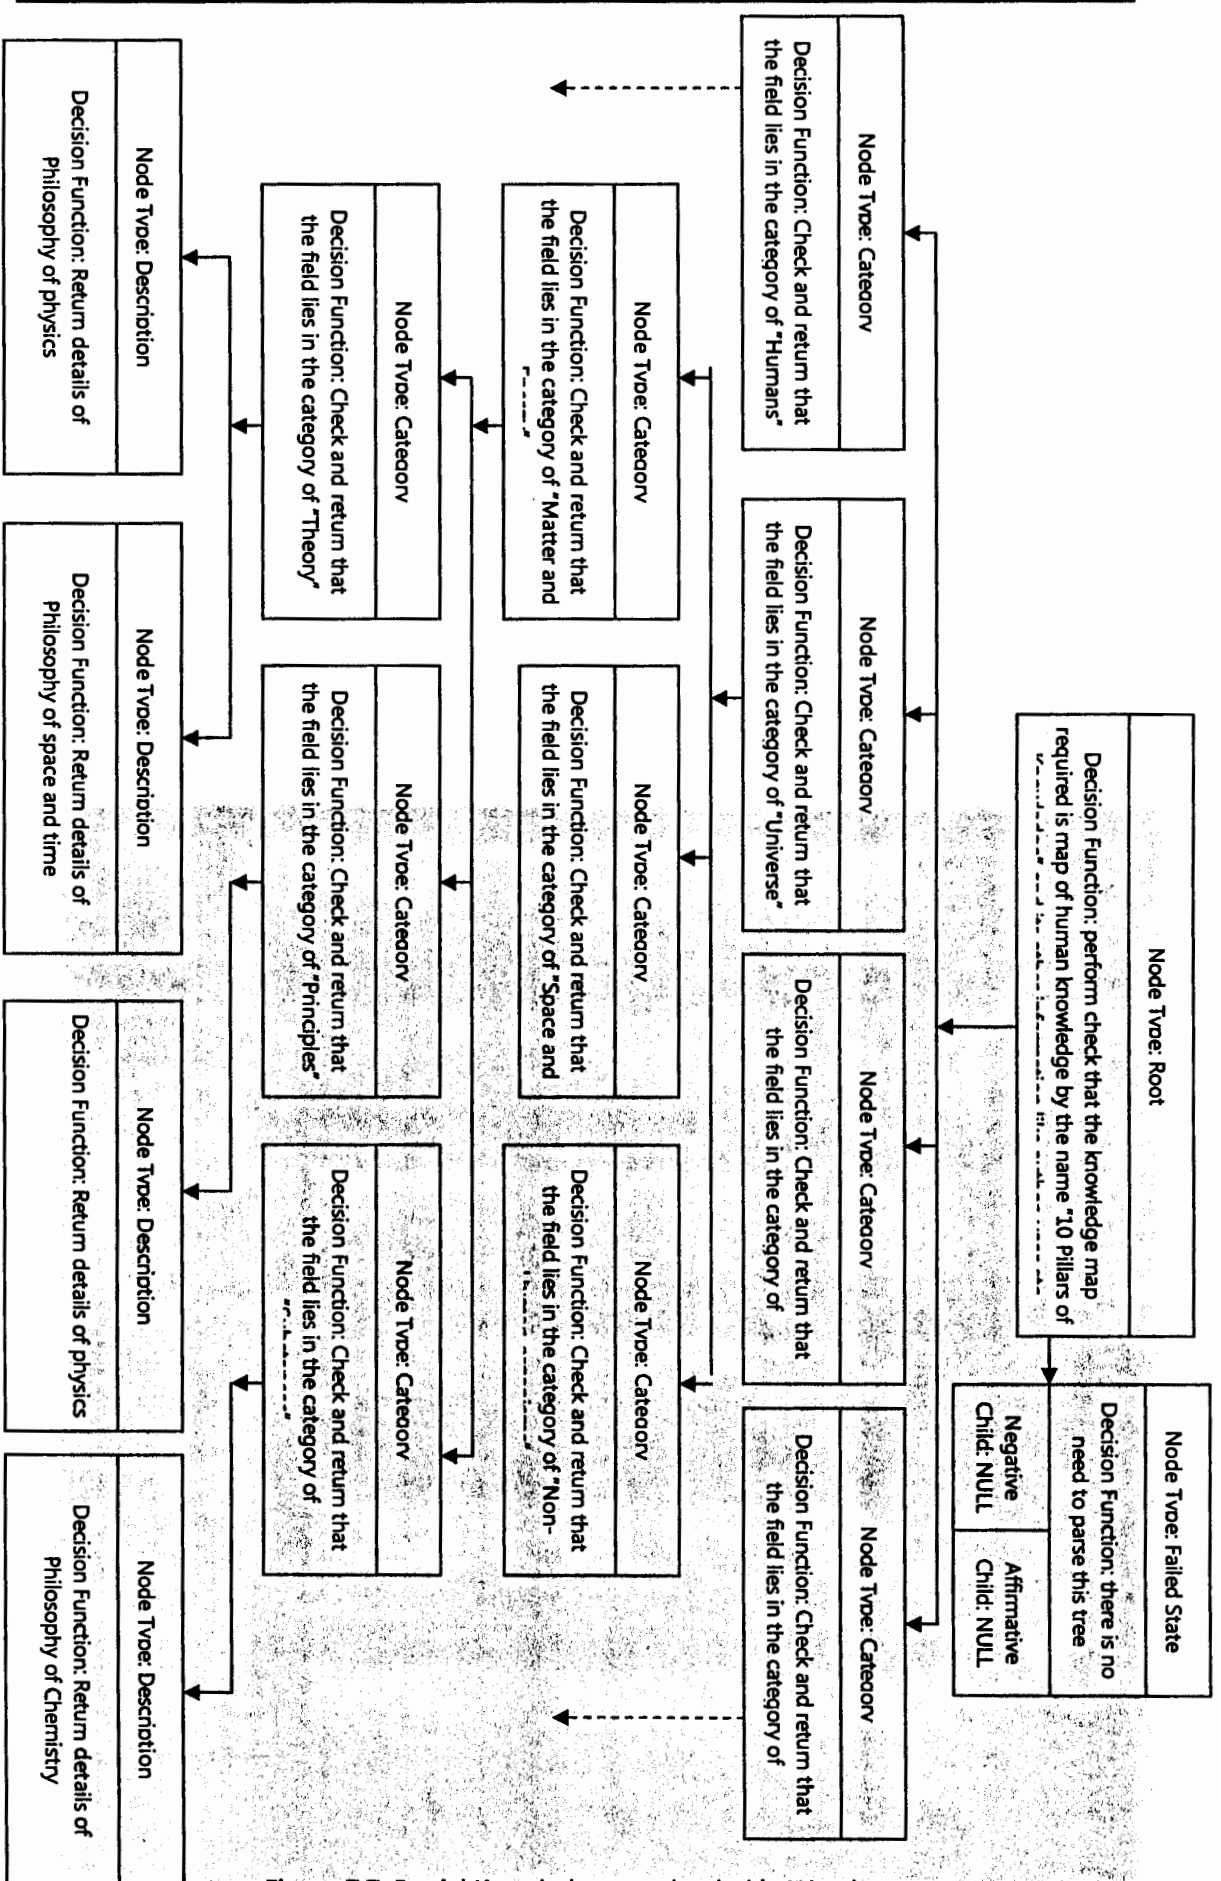 Node Type: Root
Decision Function: perform check that the knowledge map
required is map of human knowledge by the name "10 Pillars of
Node Type: Failed State
Decision Function: there is no
need to parse this tree
Negative
Child: NULL
Affirmative
Child: NULL
Node Type: Category
Decision Function: Check and return that
the field lies in the category of "Humans"
Node Type: Category
Decision Function: Check and return that
the field lies in the category of "Universe"
Node Type: Category
Decision Function: Check and return that
the field lies in the category of
Node Type: Category
Decision Function: Check and return that
the field lies in the category of
Node Type: Category
Decision Function: Check and return that
the field lies in the category of "Matter and
Node Type: Category
Decision Function: Check and return that
the field lies in the category of "Space and
Node Type: Category
Decision Function: Check and return that
the field lies in the category of "Non-
Node Type: Category
Decision Function: Check and return that
the field lies in the category of "Theory"
Node Type: Category
Decision Function: Check and return that
the field lies in the category of "Principles"
Node Type: Category
Decision Function: Check and return that
the field lies in the category of
Node Type: Description
Decision Function: Return details of
Philosophy of physics
Node Type: Description
Decision Function: Return details of
Philosophy of space and time
Node Type: Description
Decision Function: Return details of physics
Node Type: Description
Decision Function: Return details of
Philosophy of Chemistry